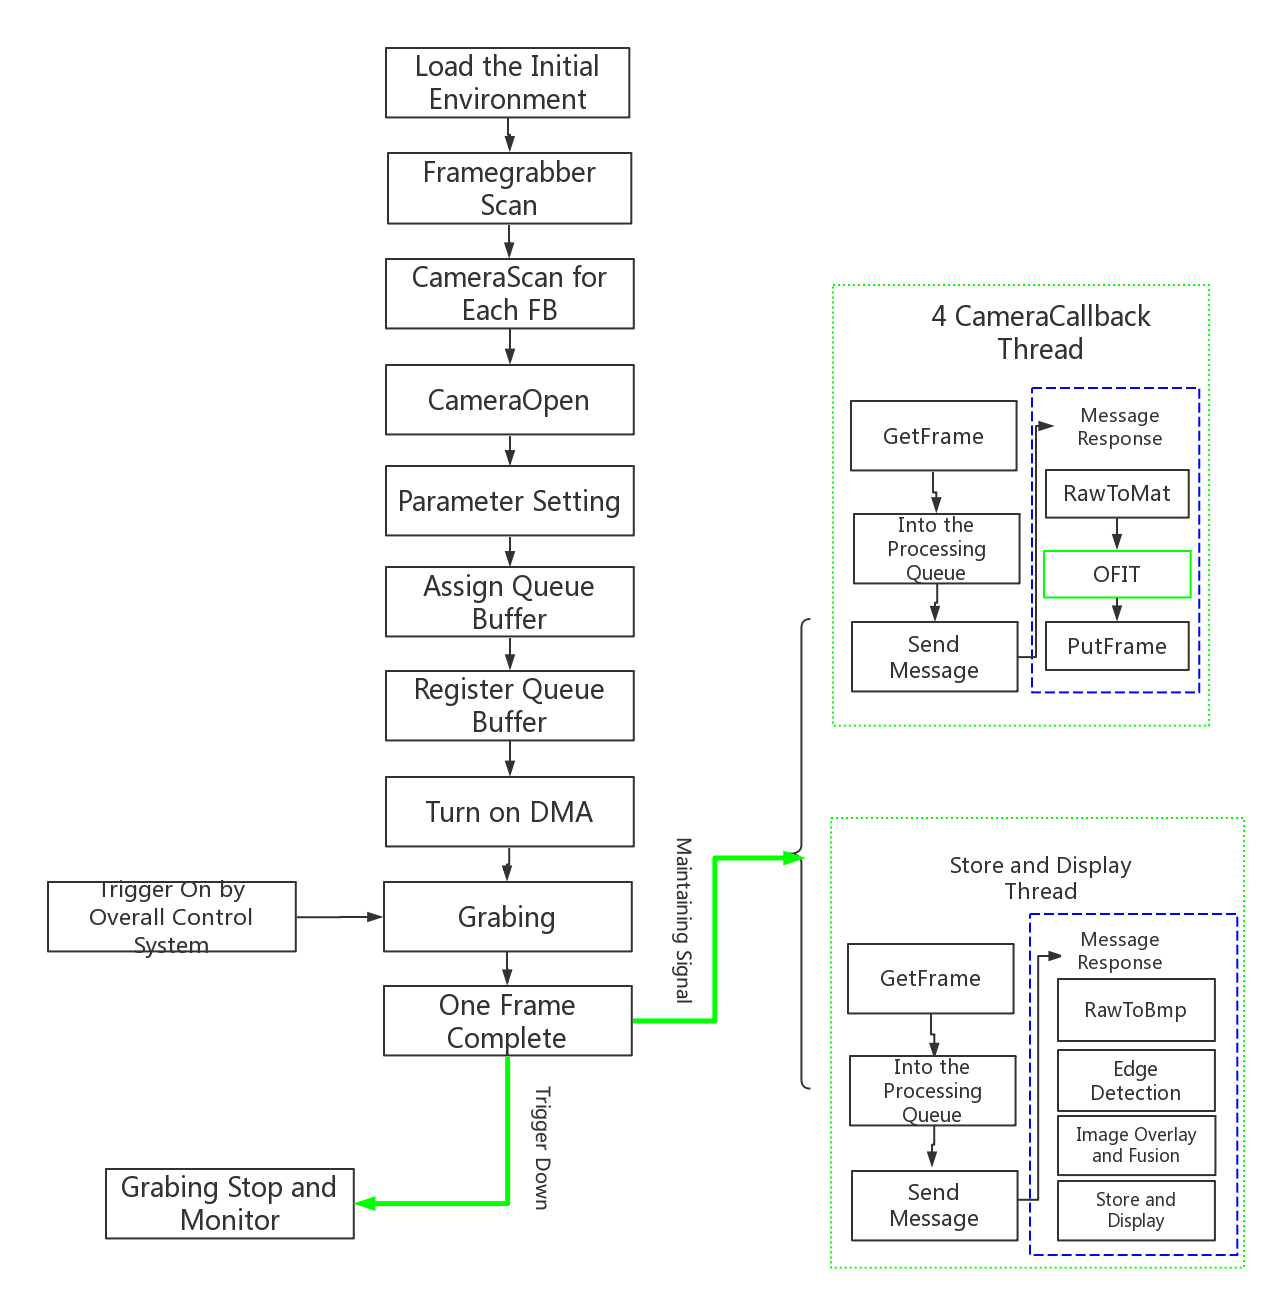 Load the Initial
Environment
Framegrabber
Scan
CameraScan for
Each FB
CameraOpen
Parameter Setting
Assign Queue
Buffer
Register Queue
Buffer
Turn on DMA
Trigger On by
Overall Control
System
Grabing
One Frame
Complete
Maintaining Signal
Trigger Down
Grabing Stop and
Monitor
4 CameraCallback
Thread
GetFrame
Into the
Processing
Queue
Send
Message
Message
Response
RawToMat
OFIT
PutFrame
Store and Display
Thread
GetFrame
Into the
Processing
Queue
Send
Message
Message
Response
RawToBmp
Edge
Detection
Image Overlay
and Fusion
Store and
Display